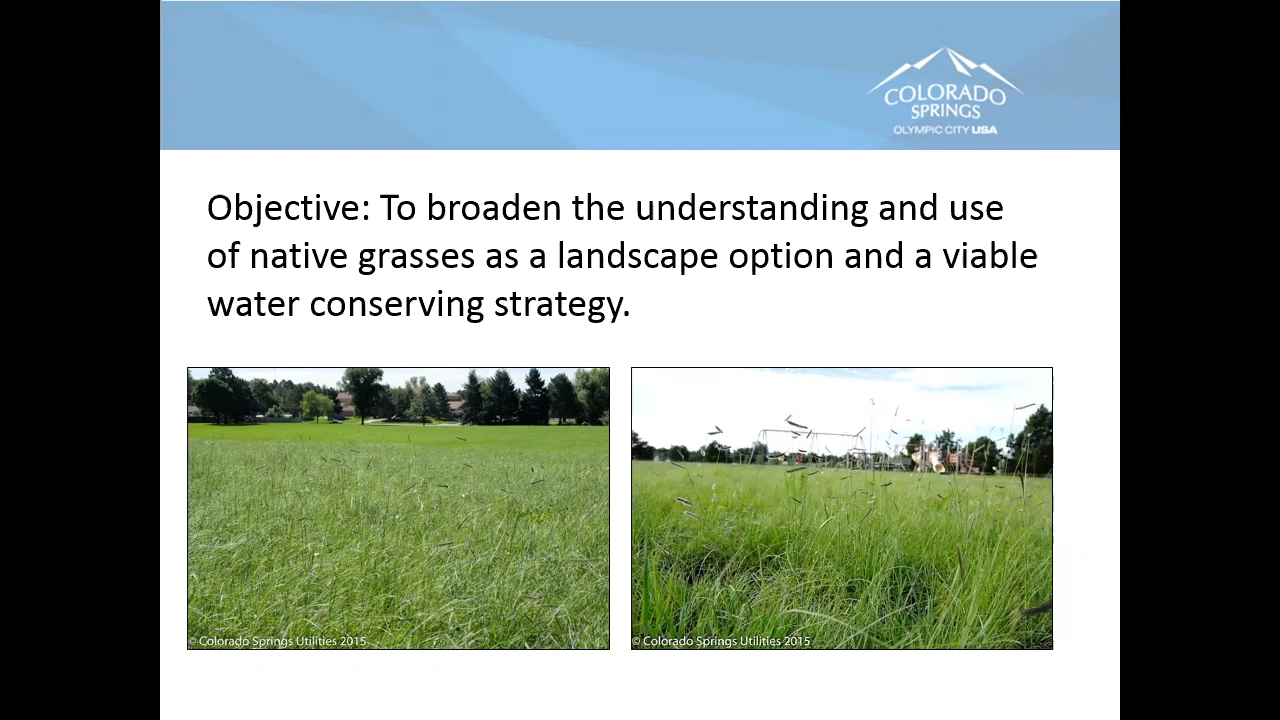 COLORADO
SPRINGS
OLYMPIC CITY USA
Objective: To broaden the understanding and use
of native grasses as a landscape option and a viable
water conserving strategy.
© Colorado Springs Utilities 2015
© Colorado Springs Utilities 2015